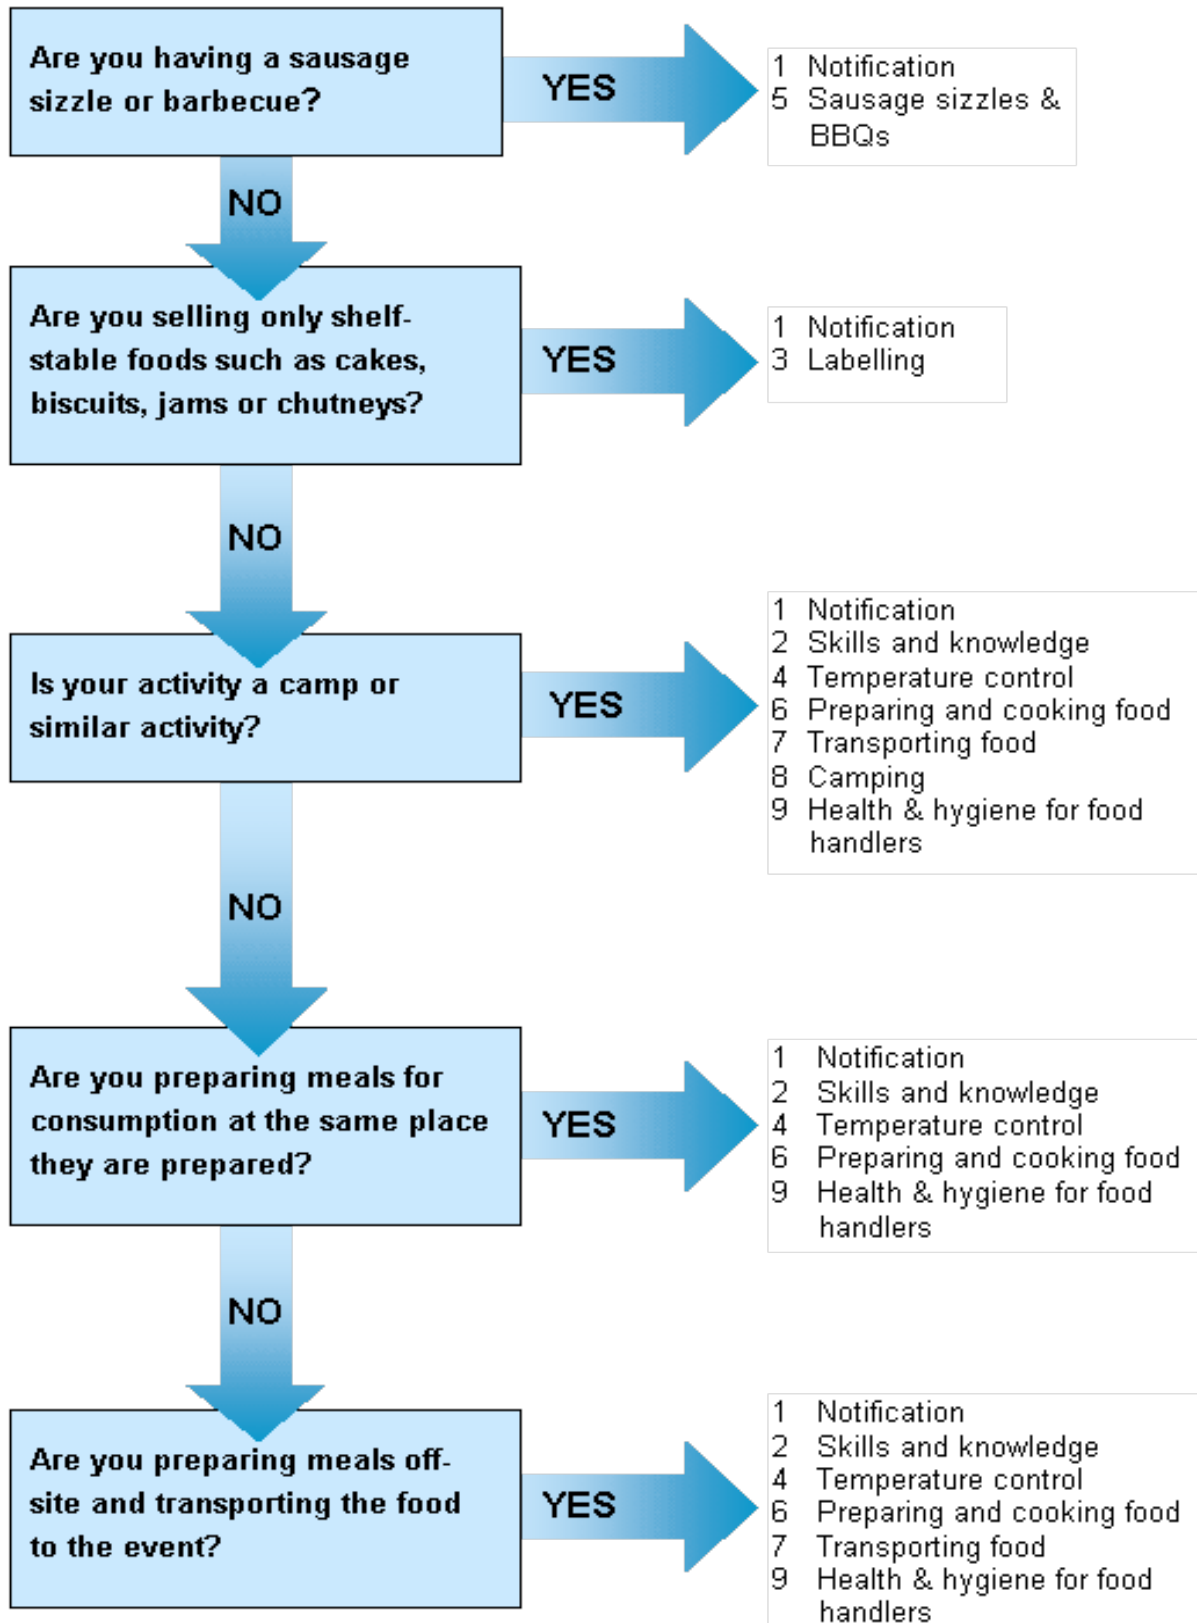 Are you having a sausage
sizzle or barbecue?
YES
1 Notification
5 Sausage sizzles &
BBQs
NO
Are you selling only shelf-
stable foods such as cakes,
biscuits, jams or chutneys?
YES
1 Notification
3 Labelling
NO
Is your activity a camp or
similar activity?
YES
1 Notification
2 Skills and knowledge
4 Temperature control
6 Preparing and cooking food
7 Transporting food
8 Camping
9 Health & hygiene for food
handlers
NO
Are you preparing meals for
consumption at the same place
they are prepared?
YES
1 Notification
2 Skills and knowledge
4 Temperature control
6 Preparing and cooking food
9 Health & hygiene for food
handlers
NO
Are you preparing meals off-
site and transporting the food
to the event?
YES
1 Notification
2 Skills and knowledge
4 Temperature control
6 Preparing and cooking food
7 Transporting food
9 Health & hygiene for food
handlers